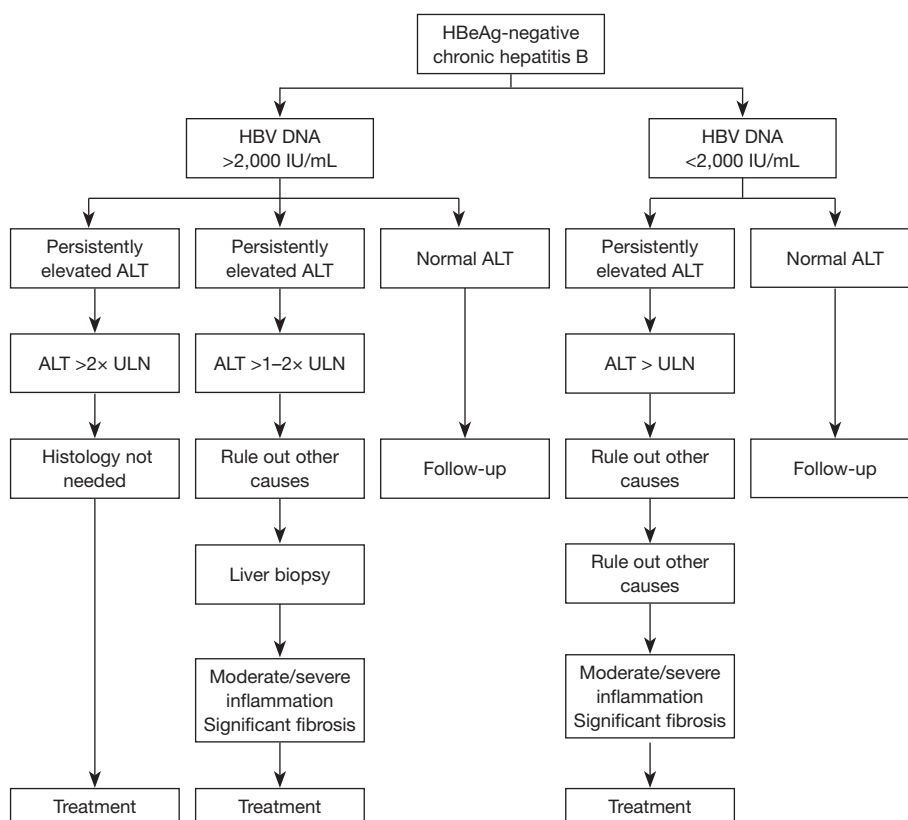 HBeAg-negative
chronic hepatitis B
HBV DNA
>2,000 IU/mL
HBV DNA
<2,000 IU/mL
Persistently
elevated ALT
Persistently
elevated ALT
Normal ALT
Persistently
elevated ALT
Normal ALT
ALT >2× ULN
ALT >1–2× ULN
ALT > ULN
Histology not
needed
Rule out other
causes
Follow-up
Rule out other
causes
Follow-up
Liver biopsy
Rule out other
causes
Moderate/severe
inflammation
Significant fibrosis
Moderate/severe
inflammation
Significant fibrosis
Treatment
Treatment
Treatment